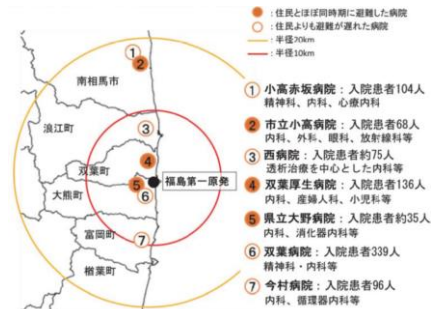 ：住民とほぼ同時期に避難した病院
：住民よりも避難が遅れた病院
：半径20km
：半径10km
南相馬市
浪江町
双葉町
大熊町
富岡町
楢葉町
福島第一原発
1
2
3
4
5
6
7
① 小高赤坂病院：入院患者104人
精神科、内科、心療内科
② 市立小高病院：入院患者68人
内科、外科、眼科、放射線科等
③ 西病院：入院患者約75人
透析治療を中心とした内科等
④ 双葉厚生病院：入院患者136人
内科、産婦人科、小児科等
⑤ 県立大野病院：入院患者約35人
内科、消化器内科等
⑥ 双葉病院：入院患者339人
精神科・内科等
⑦ 今村病院：入院患者96人
内科、循環器内科等